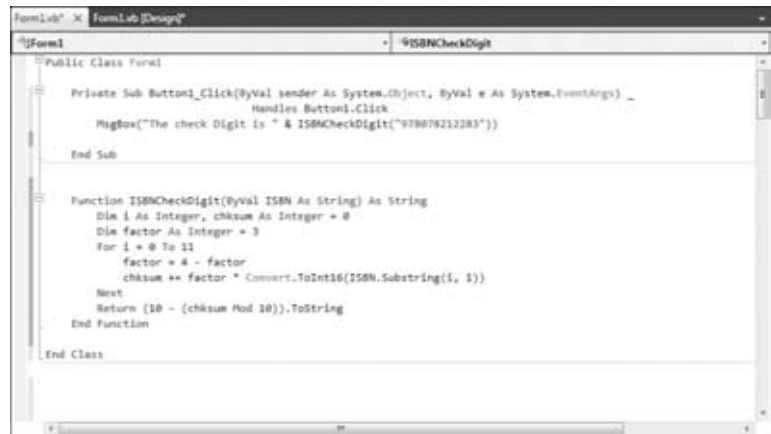 Form1.vb* × Form1.vb [Design]*
Form1 ISBNCheckDigit
Public Class Form1
Private Sub Button1_Click(ByVal sender As System.Object, ByVal e As System.EventArgs) _
Handles Button1.Click
MsgBox("The check Digit is " & ISBNCheckDigit("978078212283"))
End Sub
Function ISBNCheckDigit(ByVal ISBN As String) As String
Dim i As Integer, chksum As Integer = 0
Dim factor As Integer = 3
For i = 0 To 11
factor = 4 - factor
chksum += factor * Convert.ToInt16(ISBN.Substring(i, 1))
Next
Return (10 - (chksum Mod 10)).ToString
End Function
End Class